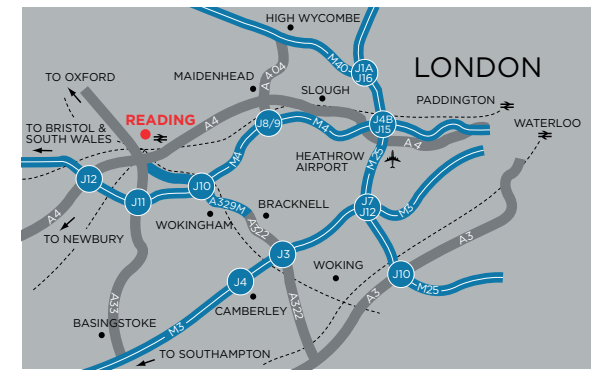 HIGH WYCOMBE
M40
J1A
J16
LONDON
TO OXFORD
MAIDENHEAD
A404
SLOUGH
PADDINGTON
READING
A4
J8/9
M4
J4B
J15
A4
WATERLOO
TO BRISTOL &
SOUTH WALES
M4
HEATHROW
AIRPORT
M25
J12
J10
J11
A329M
BRACKNELL
J7
J12
M3
A4
WOKINGHAM
A322
A3
TO NEWBURY
J3
WOKING
J10
J4
M25
A33
CAMBERLEY
A322
A3
BASINGSTOKE
M3
TO SOUTHAMPTON